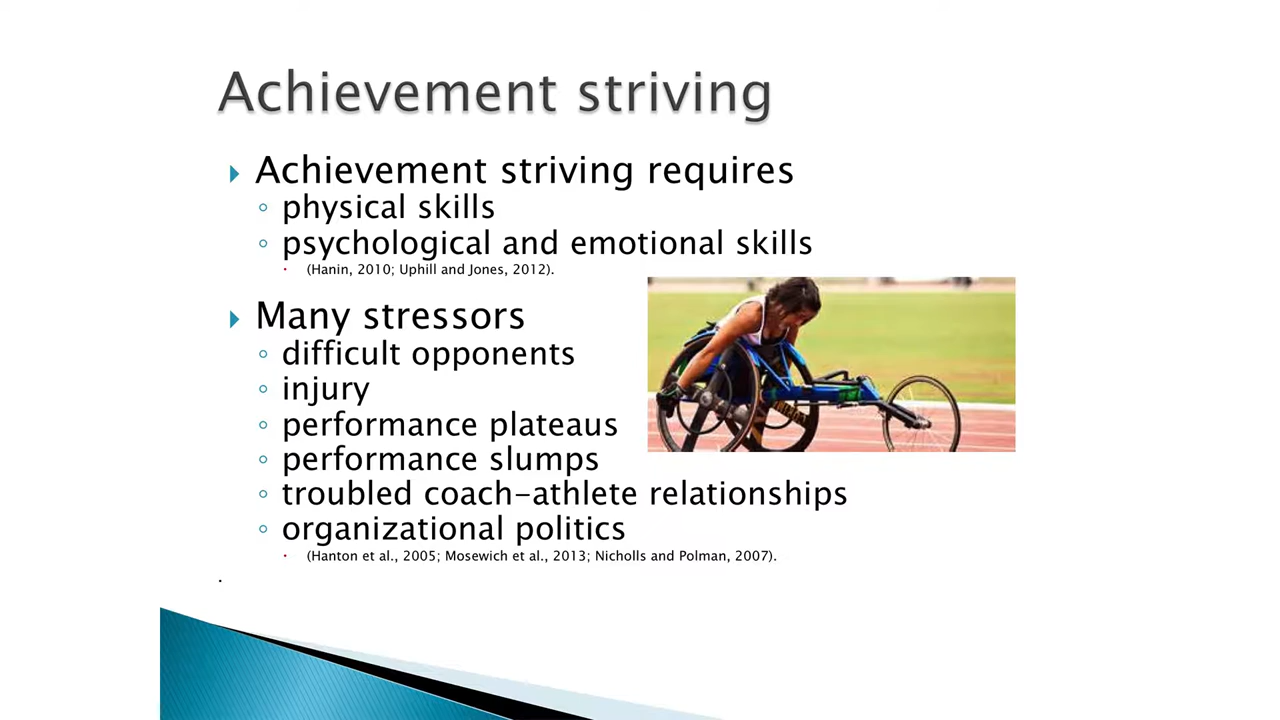 Achievement striving
Achievement striving requires
physical skills
psychological and emotional skills
(Hanin, 2010; Uphill and Jones, 2012).
Many stressors
difficult opponents
injury
performance plateaus
performance slumps
troubled coach-athlete relationships
organizational politics
(Hanton et al., 2005; Mosewich et al., 2013; Nicholls and Polman, 2007).
.